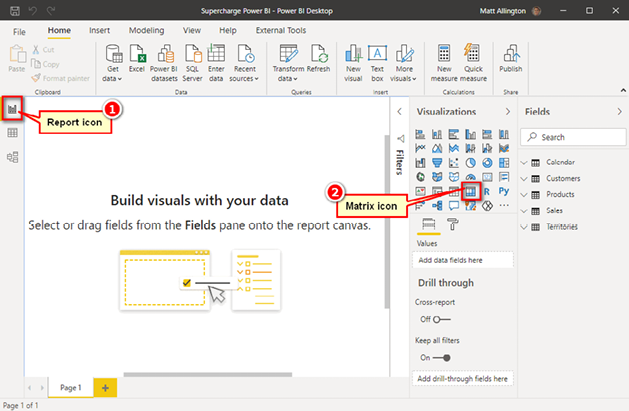 Supercharge Power BI - Power BI Desktop
Matt Allington
File Home Insert Modeling View Help External Tools
Paste
Cut
Copy
Format painter
Get data
Excel
Power BI datasets
SQL Server
Enter data
Recent sources
Transform data
Refresh
New visual
Text box
More visuals
New measure
Quick measure
Publish
Clipboard
Data
Queries
Insert
Calculations
Share
1
Report icon
Filters
Visualizations
R
Py
2
Matrix icon
Values
Add data fields here
Drill through
Cross-report
Off
Keep all filters
On
Add drill-through fields here
Fields
Search
Calendar
Customers
Products
Sales
Territories
Build visuals with your data
Select or drag fields from the Fields pane onto the report canvas.
Page 1
Page 1 of 1